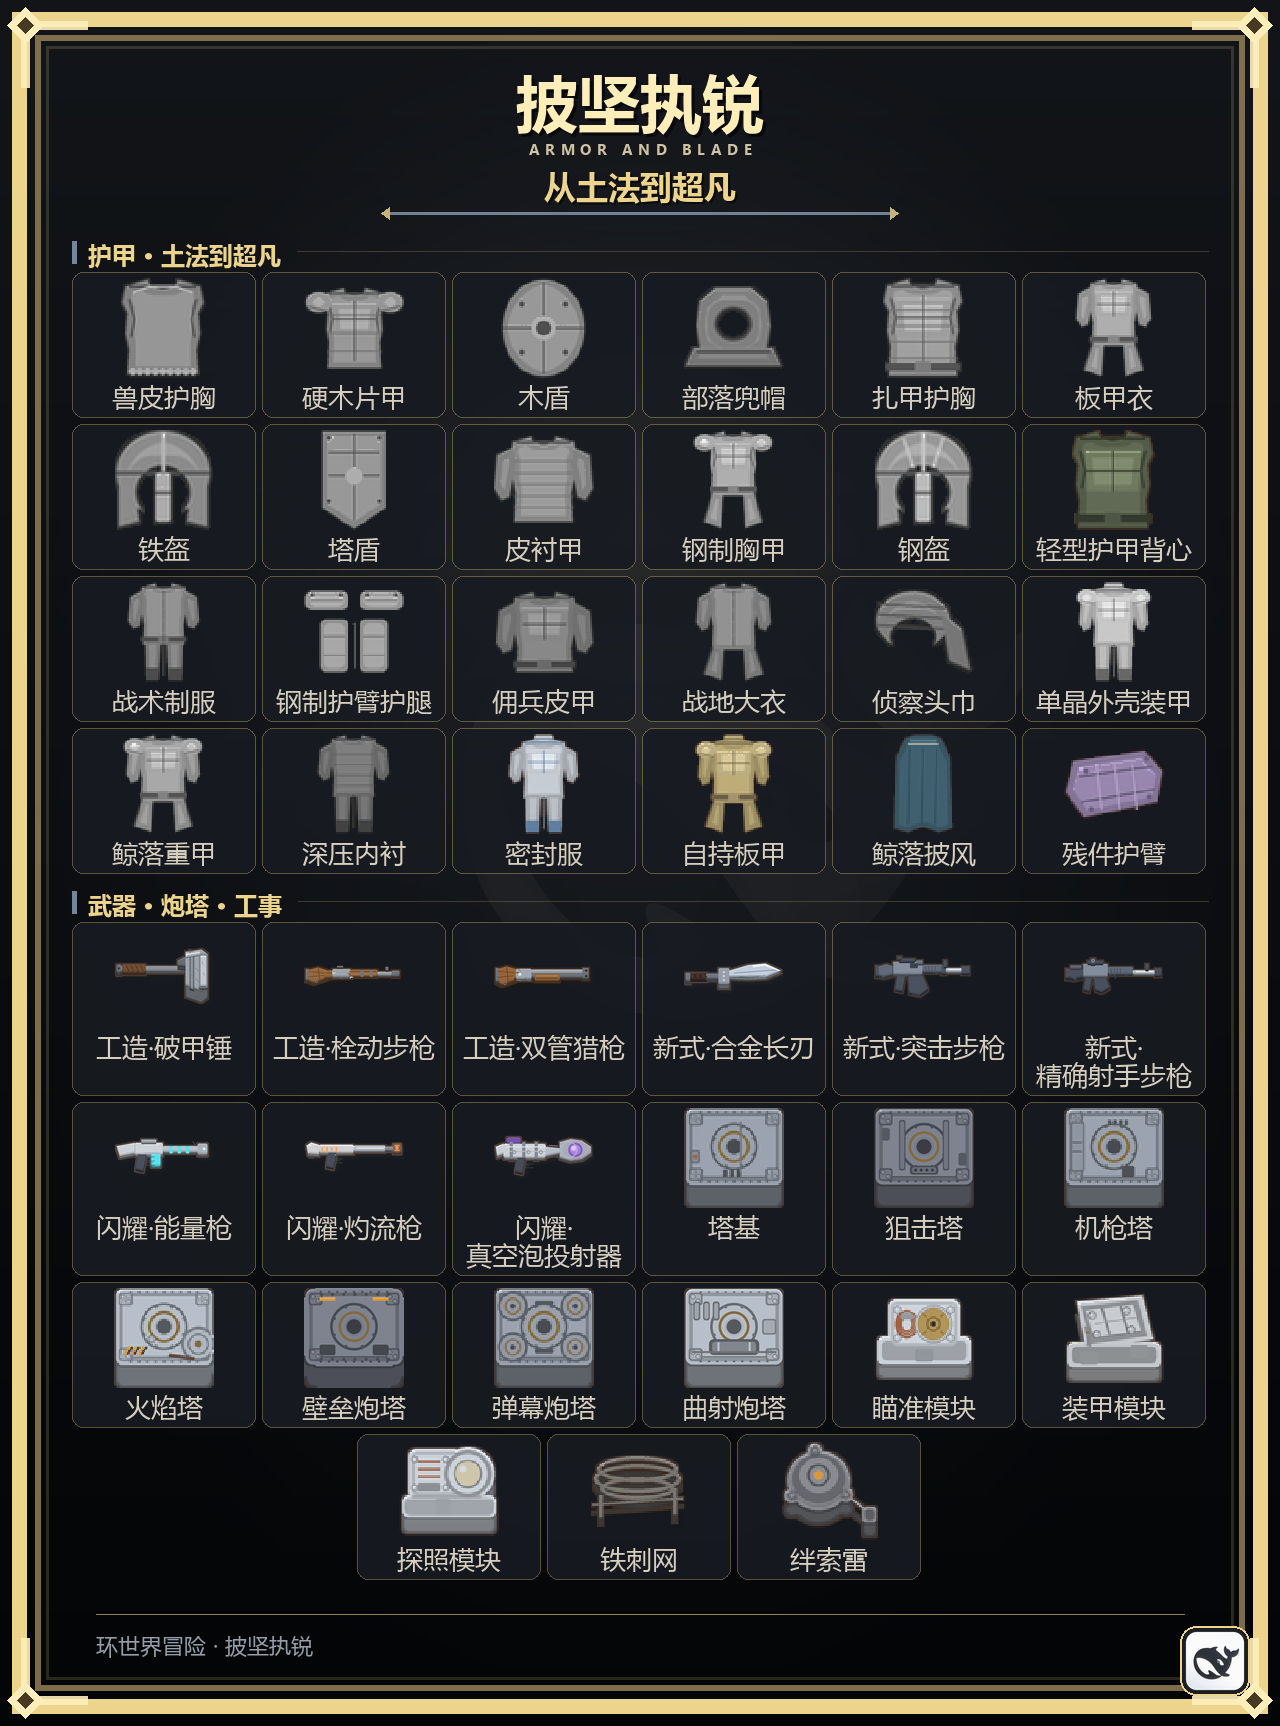 披坚执锐
ARMOR AND BLADE
从土法到超凡
护甲·土法到超凡
兽皮护胸
硬木片甲
木盾
部落兜帽
扎甲护胸
板甲衣
铁盔
塔盾
皮衬甲
钢制胸甲
钢盔
轻型护甲背心
战术制服
钢制护臂护腿
佣兵皮甲
战地大衣
侦察头巾
单晶外壳装甲
鲸落重甲
深压内衬
密封服
自持板甲
鲸落披风
残件护臂
武器·炮塔·工事
工造·破甲锤
工造·栓动步枪
工造·双管猎枪
新式·合金长刃
新式·突击步枪
新式·
精确射手步枪
闪耀·能量枪
闪耀·灼流枪
闪耀·
真空泡投射器
塔基
狙击塔
机枪塔
火焰塔
壁垒炮塔
弹幕炮塔
曲射炮塔
瞄准模块
装甲模块
探照模块
铁刺网
绊索雷
环世界冒险 · 披坚执锐